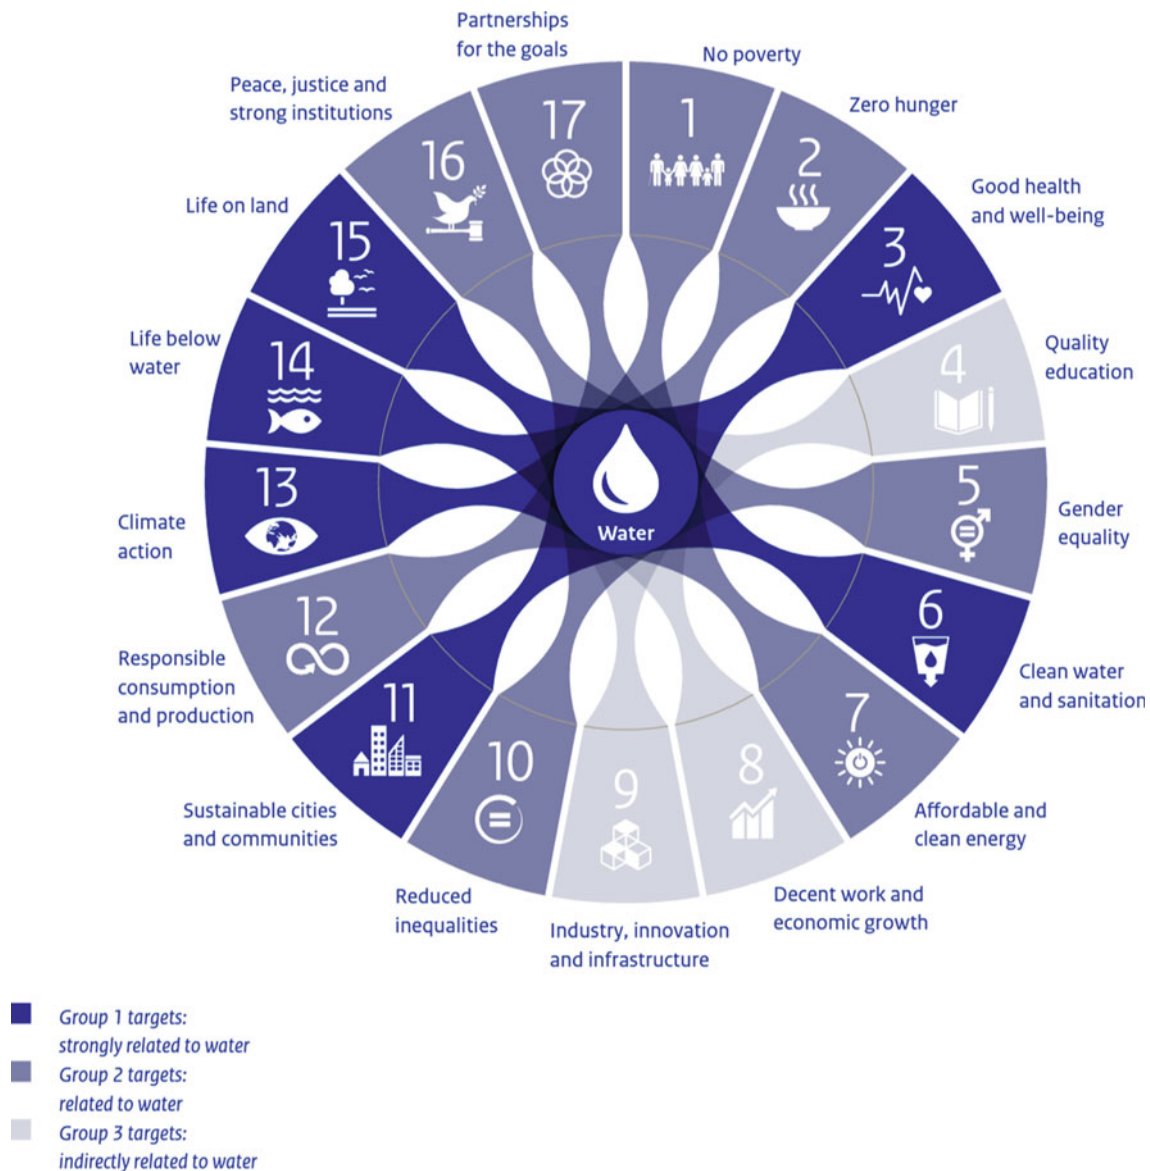 Partnerships
for the goals
17
No poverty
1
Zero hunger
2
Good health
and well-being
3
Quality
education
4
Gender
equality
5
Clean water
and sanitation
6
Affordable and
clean energy
7
Decent work and
economic growth
8
Industry, innovation
and infrastructure
9
Reduced
inequalities
10
Sustainable cities
and communities
11
Responsible
consumption
and production
12
Climate
action
13
Life below
water
14
Life on land
15
Peace, justice and
strong institutions
16
Water
Group 1 targets:
strongly related to water
Group 2 targets:
related to water
Group 3 targets:
indirectly related to water